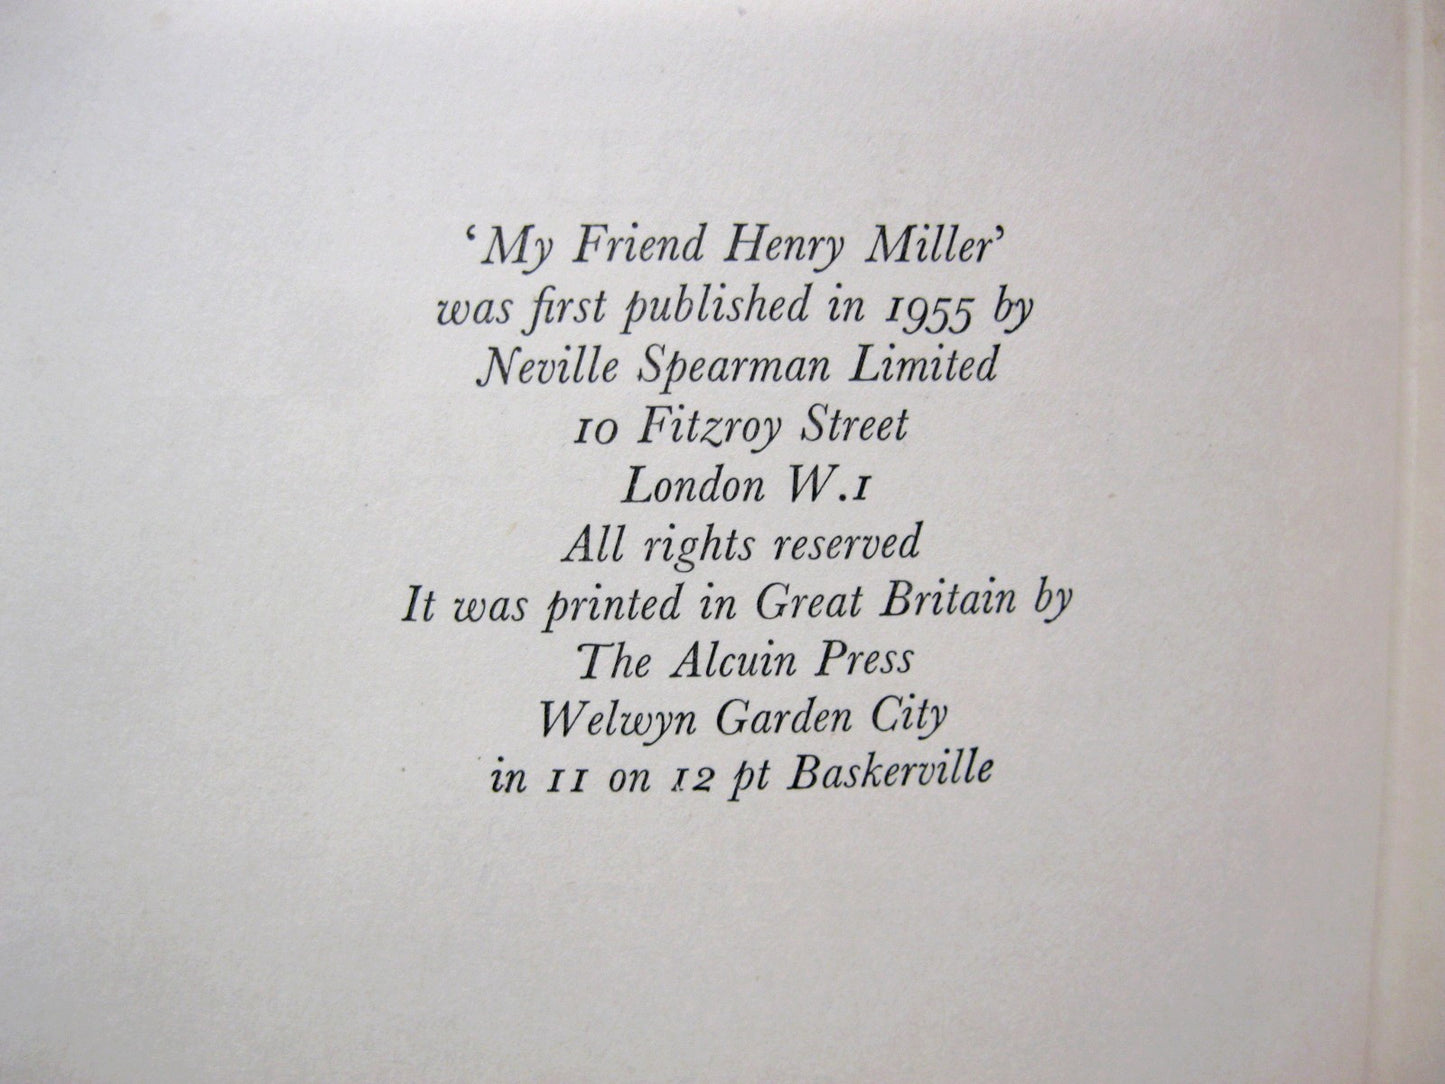 ‘My Friend Henry Miller’
was first published in 1955 by
Neville Spearman Limited
10 Fitzroy Street
London W.1
All rights reserved
It was printed in Great Britain by
The Alcuin Press
Welwyn Garden City
in 11 on 12 pt Baskerville